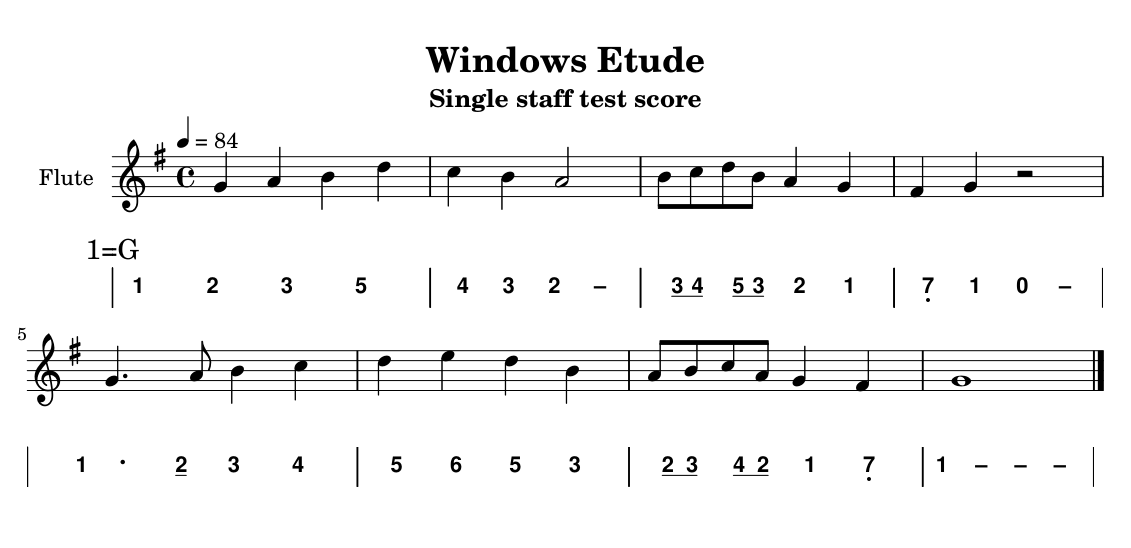 Windows Etude
Single staff test score
♩ = 84
Flute
1=G
1 2 3 5 | 4 3 2 – | 3 4 5 3 2 1 | 7̣ 1 0 – |
5
| 1 · 2 3 4 | 5 6 5 3 | 2 3 4 2 1 7̣ | 1 – – – |